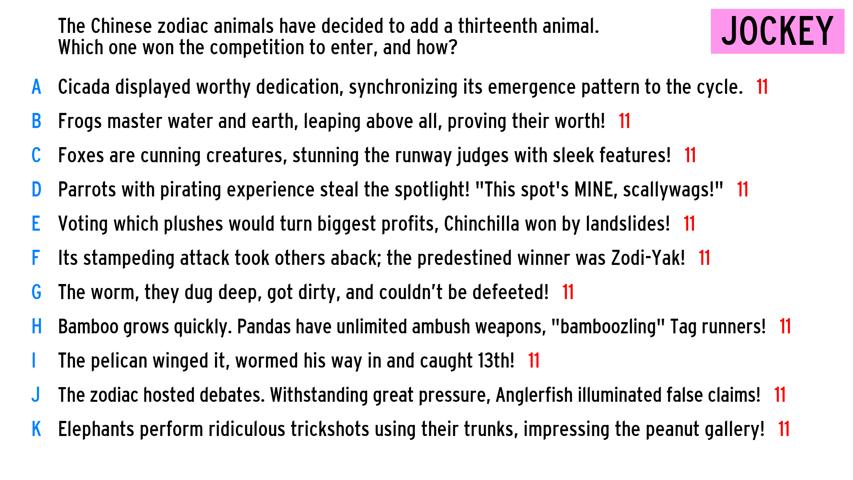 The Chinese zodiac animals have decided to add a thirteenth animal.
Which one won the competition to enter, and how?
JOCKEY
A Cicada displayed worthy dedication, synchronizing its emergence pattern to the cycle. 11
B Frogs master water and earth, leaping above all, proving their worth! 11
C Foxes are cunning creatures, stunning the runway judges with sleek features! 11
D Parrots with pirating experience steal the spotlight! "This spot's MINE, scallywags!" 11
E Voting which plushes would turn biggest profits, Chinchilla won by landslides! 11
F Its stampeding attack took others aback; the predestined winner was Zodi-Yak! 11
G The worm, they dug deep, got dirty, and couldn’t be defeeted! 11
H Bamboo grows quickly. Pandas have unlimited ambush weapons, "bamboozling" Tag runners! 11
I The pelican winged it, wormed his way in and caught 13th! 11
J The zodiac hosted debates. Withstanding great pressure, Anglerfish illuminated false claims! 11
K Elephants perform ridiculous trickshots using their trunks, impressing the peanut gallery! 11